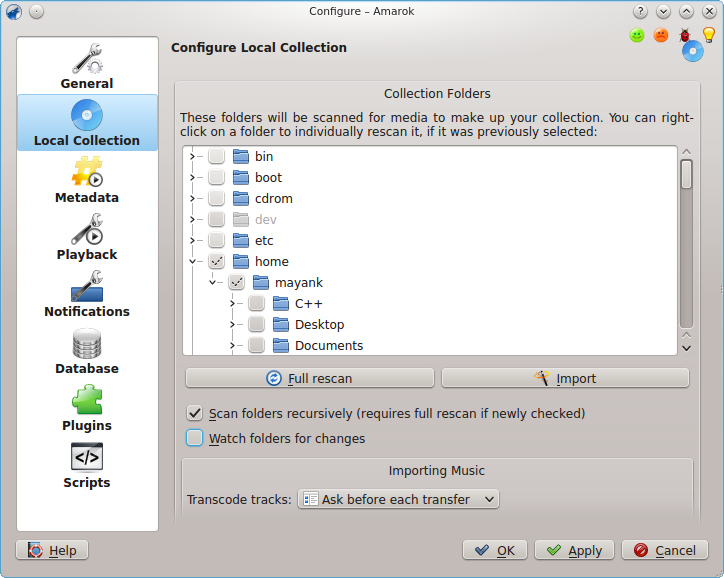 Configure – Amarok
General
Local Collection
Metadata
Playback
Notifications
Database
Plugins
Scripts
Configure Local Collection
Collection Folders
These folders will be scanned for media to make up your collection. You can right-
click on a folder to individually rescan it, if it was previously selected:
bin
boot
cdrom
dev
etc
home
mayank
C++
Desktop
Documents
Full rescan
Import
Scan folders recursively (requires full rescan if newly checked)
Watch folders for changes
Importing Music
Transcode tracks: Ask before each transfer
Help
OK
Apply
Cancel